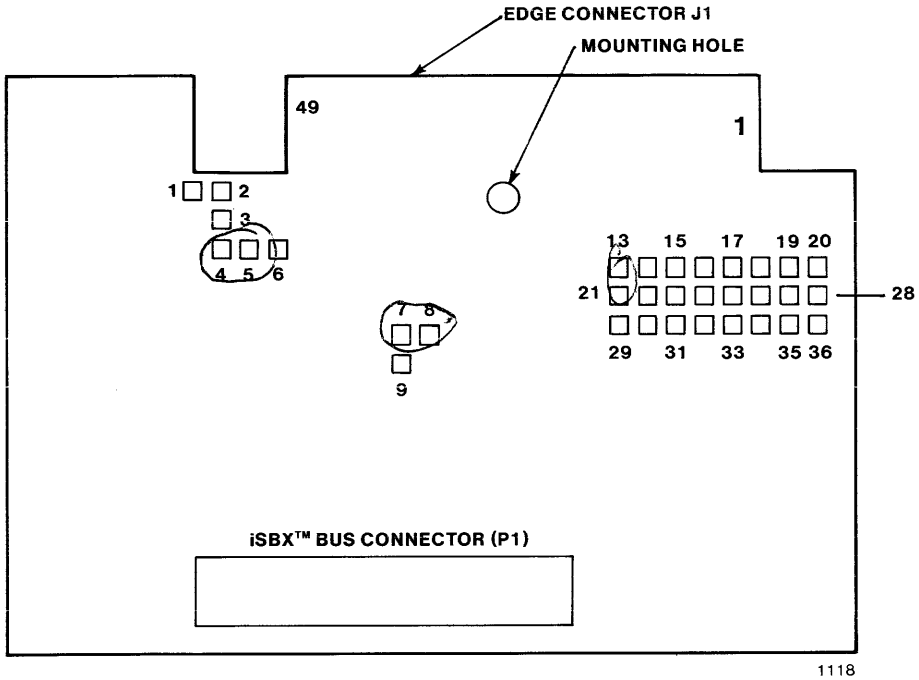 EDGE CONNECTOR J1
MOUNTING HOLE
49
1
1 2
3
4 5 6
13 15 17 19 20
21 28
29 31 33 35 36
7 8
9
iSBX™ BUS CONNECTOR (P1)
1118